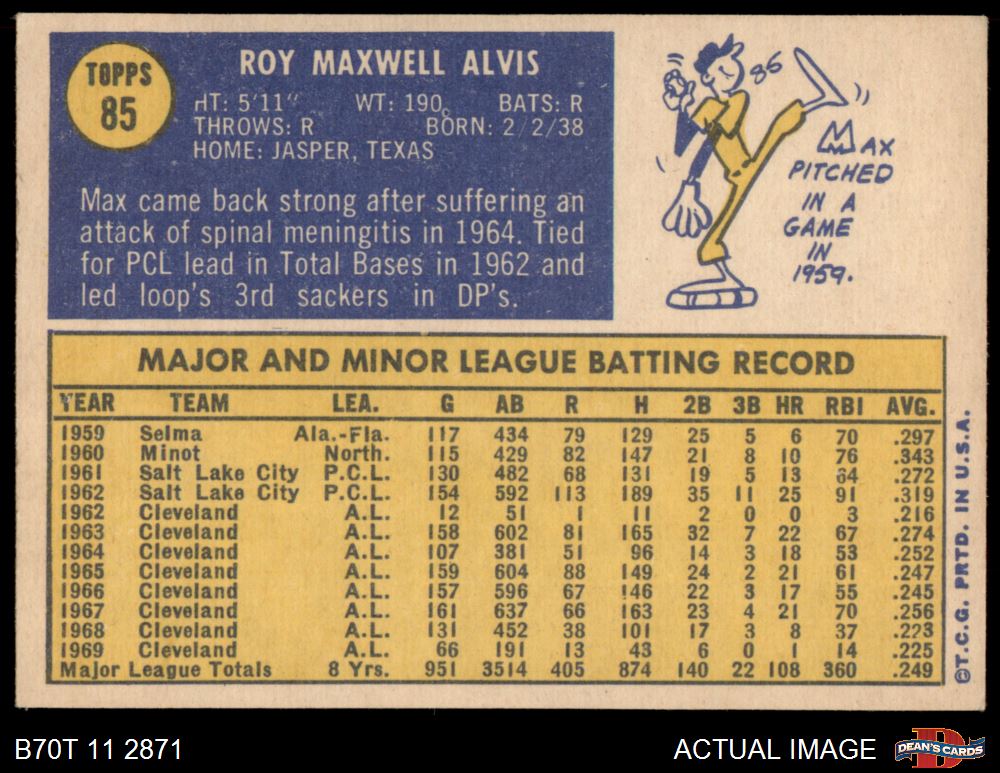 TOPPS
85
ROY MAXWELL ALVIS
HT: 5'11" WT: 190 BATS: R
THROWS: R BORN: 2/2/38
HOME: JASPER, TEXAS
Max came back strong after suffering an
attack of spinal meningitis in 1964. Tied
for PCL lead in Total Bases in 1962 and
led loop's 3rd sackers in DP's.
86
MAX
PITCHED
IN A
GAME
IN
1959.
MAJOR AND MINOR LEAGUE BATTING RECORD
YEAR TEAM LEA. G AB R H 2B 3B HR RBI AVG.
1959 Selma Ala.-Fla. 117 434 79 129 25 5 6 70 .297
1960 Minot North. 115 429 82 147 21 8 10 76 .343
1961 Salt Lake City P.C.L. 130 482 68 131 19 5 13 64 .272
1962 Salt Lake City P.C.L. 154 592 113 189 35 11 25 91 .319
1962 Cleveland A.L. 12 51 1 11 2 0 0 3 .216
1963 Cleveland A.L. 158 602 81 165 32 7 22 67 .274
1964 Cleveland A.L. 107 381 51 96 14 3 18 53 .252
1965 Cleveland A.L. 159 604 88 149 24 2 21 61 .247
1966 Cleveland A.L. 157 596 67 146 22 3 17 55 .245
1967 Cleveland A.L. 161 637 66 163 23 4 21 70 .256
1968 Cleveland A.L. 131 452 38 101 17 3 8 37 .223
1969 Cleveland A.L. 66 191 13 43 6 0 1 14 .225
Major League Totals 8 Yrs. 951 3514 405 874 140 22 108 360 .249
©T.C.G. PRTD. IN U.S.A.
B70T 11 2871
ACTUAL IMAGE
DEAN'S CARDS